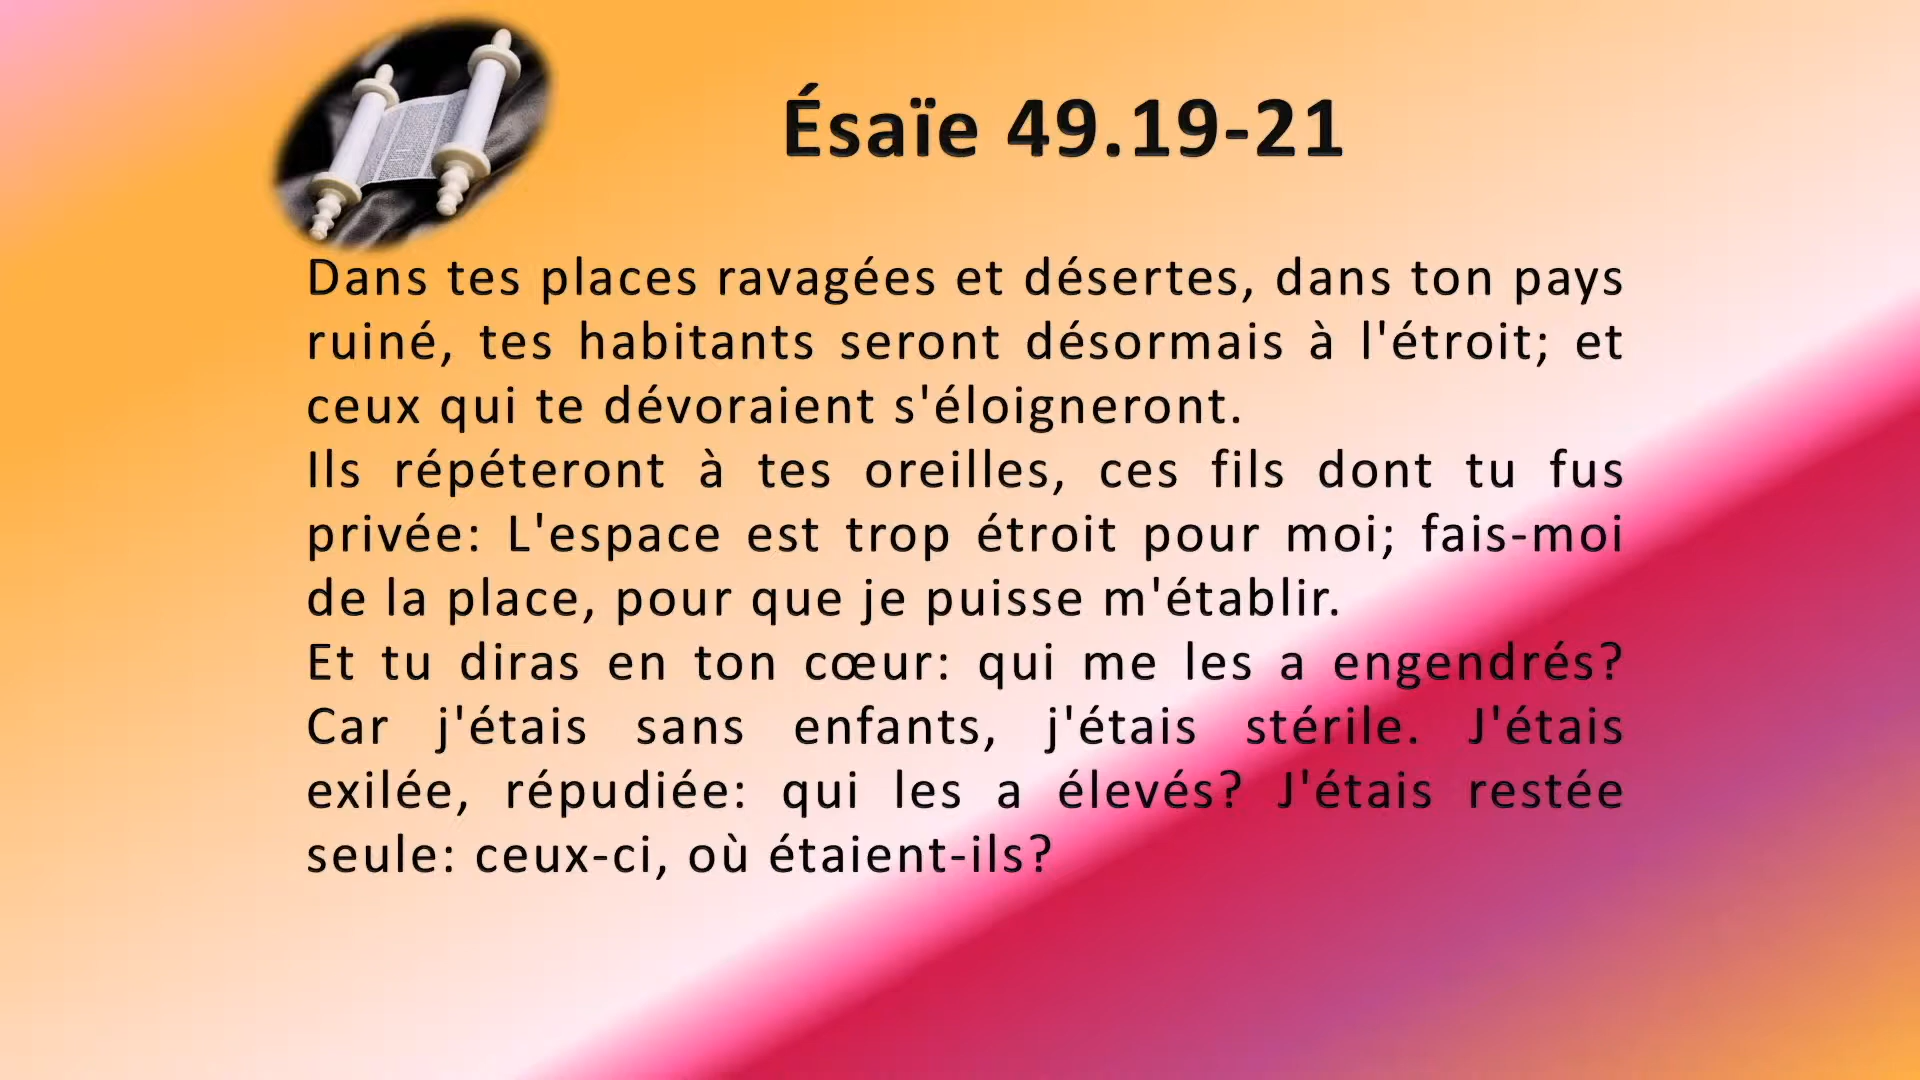 Ésaïe 49.19-21
Dans tes places ravagées et désertes, dans ton pays
ruiné, tes habitants seront désormais à l'étroit; et
ceux qui te dévoraient s'éloigneront.
Ils répéteront à tes oreilles, ces fils dont tu fus
privée: L'espace est trop étroit pour moi; fais-moi
de la place, pour que je puisse m'établir.
Et tu diras en ton cœur: qui me les a engendrés?
Car j'étais sans enfants, j'étais stérile. J'étais
exilée, répudiée: qui les a élevés? J'étais restée
seule: ceux-ci, où étaient-ils?